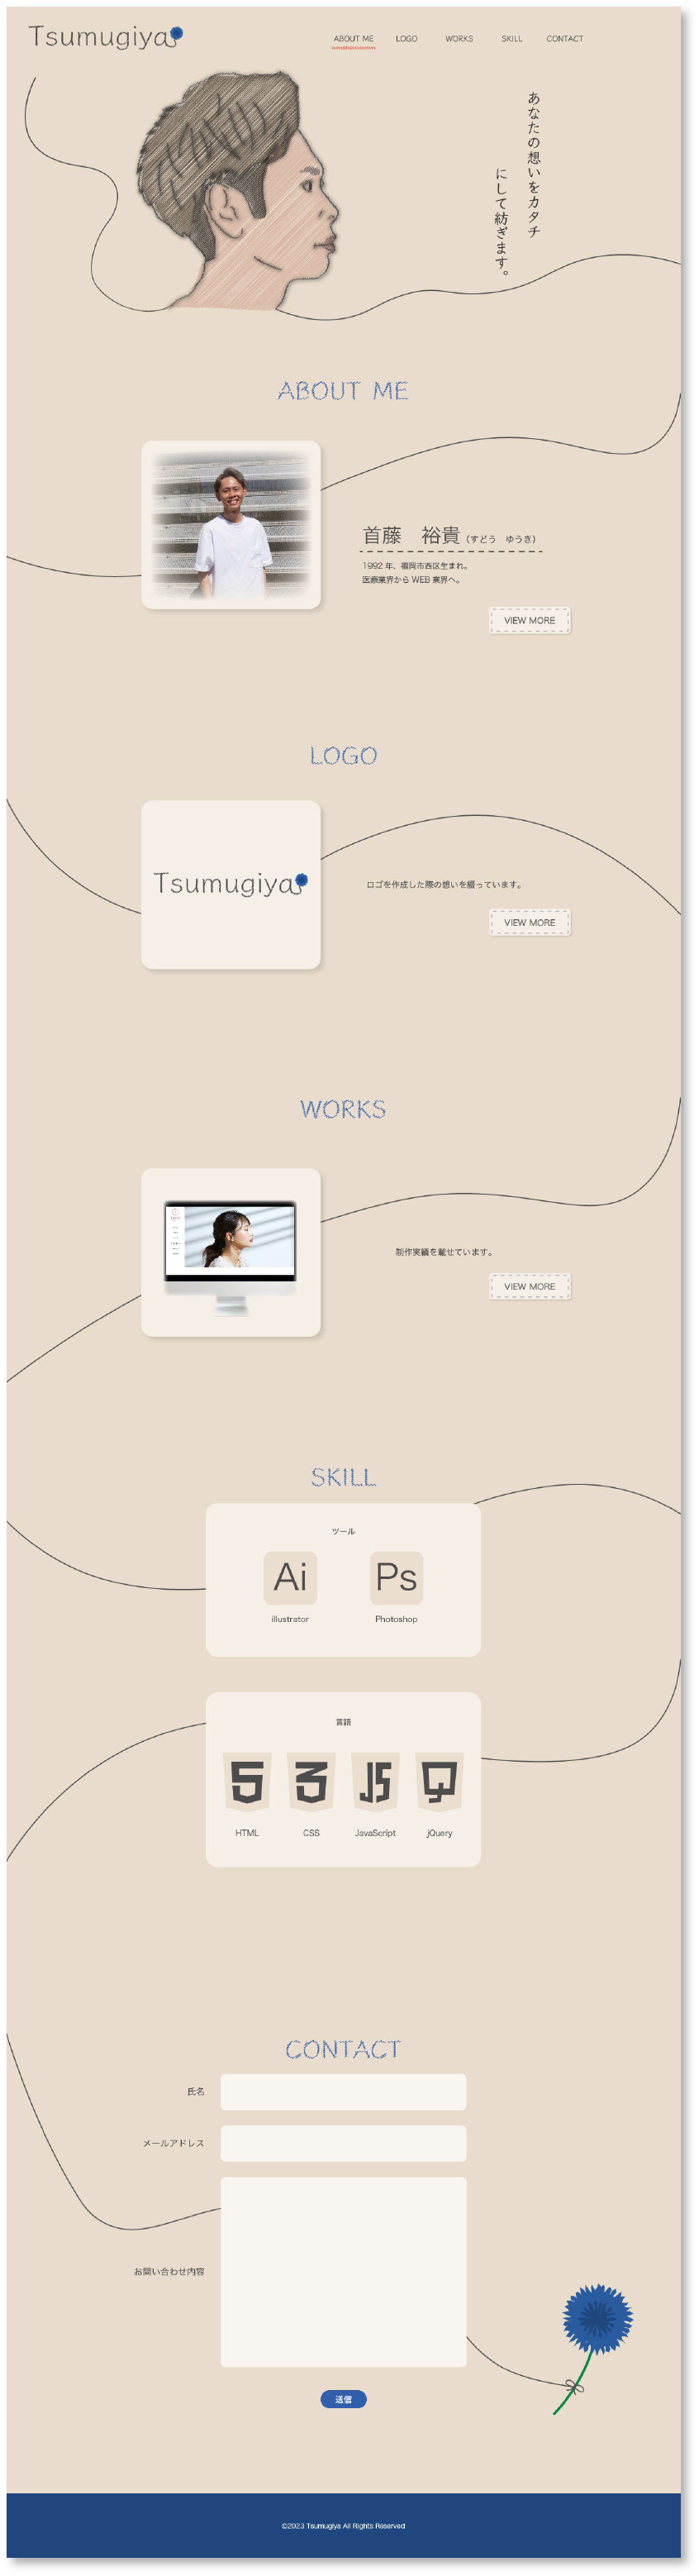 Tsumugiya
ABOUT ME
LOGO
WORKS
SKILL
CONTACT
あなたの想いをカタチ
にして紡ぎます。
ABOUT ME
首藤　裕貴（すどう　ゆうき）
1992 年、福岡市西区生まれ。
医療業界から WEB 業界へ。
VIEW MORE
LOGO
Tsumugiya
ロゴを作成した際の想いを綴っています。
VIEW MORE
WORKS
制作実績を載せています。
VIEW MORE
SKILL
ツール
Ai
Ps
illustrator
Photoshop
言語
5
3
JS
Q
HTML
CSS
JavaScript
jQuery
CONTACT
氏名
メールアドレス
お問い合わせ内容
送信
©2023 Tsumugiya All Rights Reserved